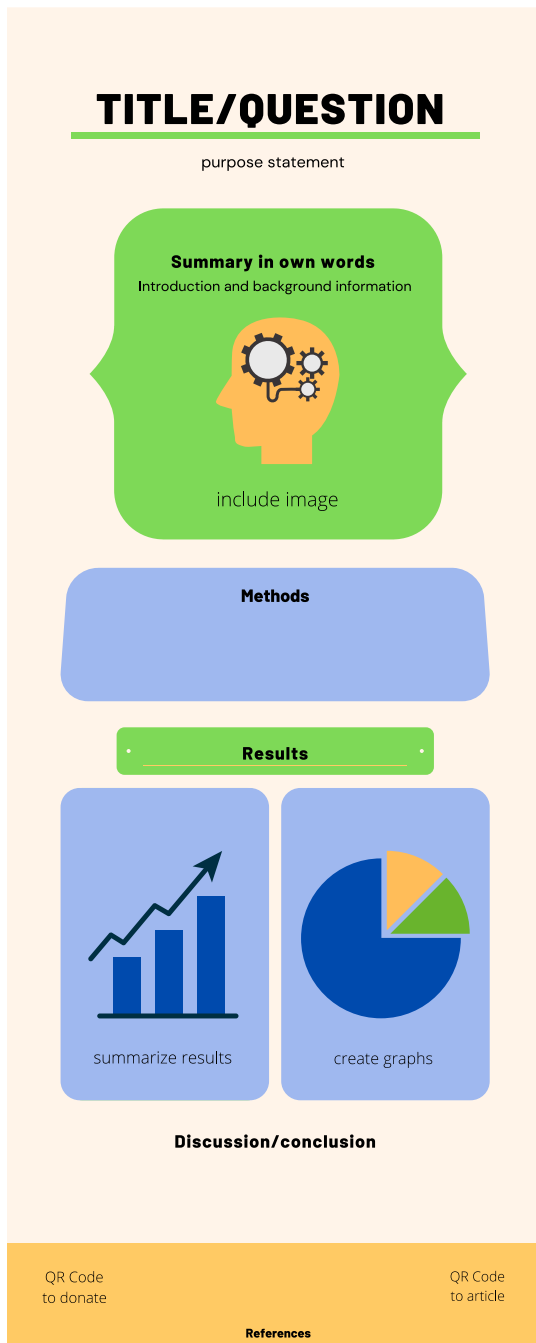 TITLE/QUESTION
purpose statement
Summary in own words
Introduction and background information
include image
Methods
Results
summarize results
create graphs
Discussion/conclusion
QR Code
to donate
QR Code
to article
References